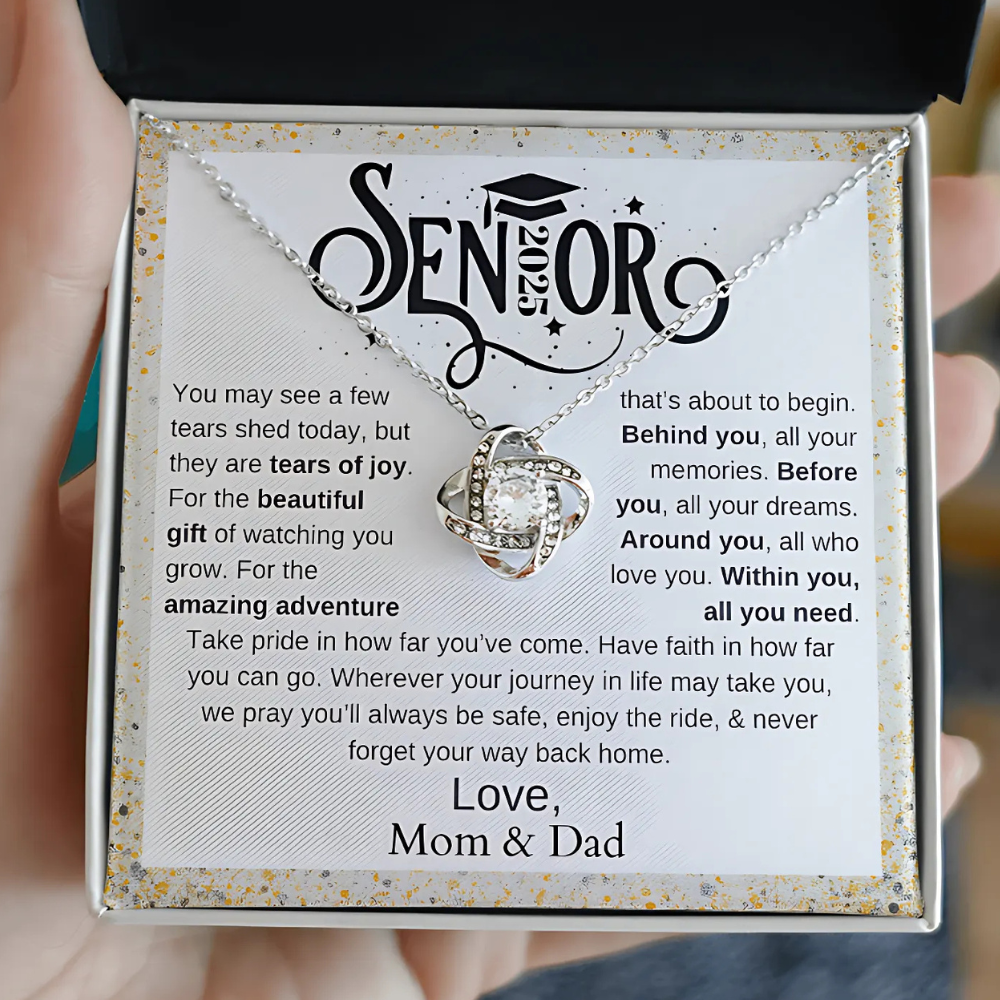 SENIOR
2025
You may see a few
tears shed today, but
they are tears of joy.
For the beautiful
gift of watching you
grow. For the
amazing adventure
that's about to begin.
Behind you, all your
memories. Before
you, all your dreams.
Around you, all who
love you. Within you,
all you need.
Take pride in how far you've come. Have faith in how far
you can go. Wherever your journey in life may take you,
we pray you'll always be safe, enjoy the ride, & never
forget your way back home.
Love,
Mom & Dad